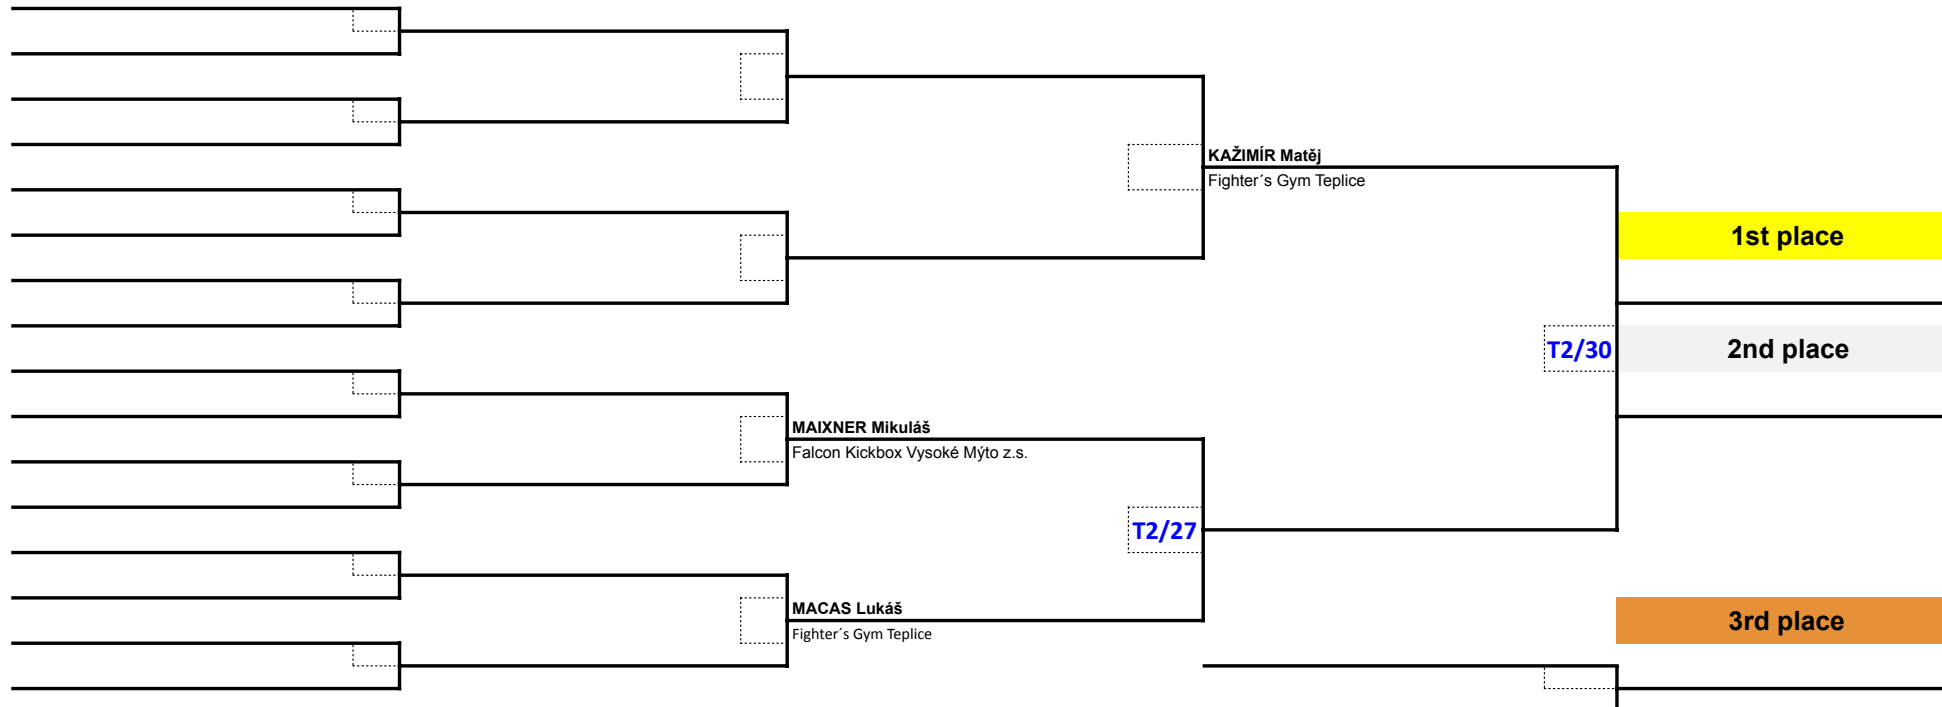 KAŽIMÍR Matěj
Fighter´s Gym Teplice
1st place
T2/30
2nd place
MAIXNER Mikuláš
Falcon Kickbox Vysoké Mýto z.s.
T2/27
MACAS Lukáš
Fighter´s Gym Teplice
3rd place